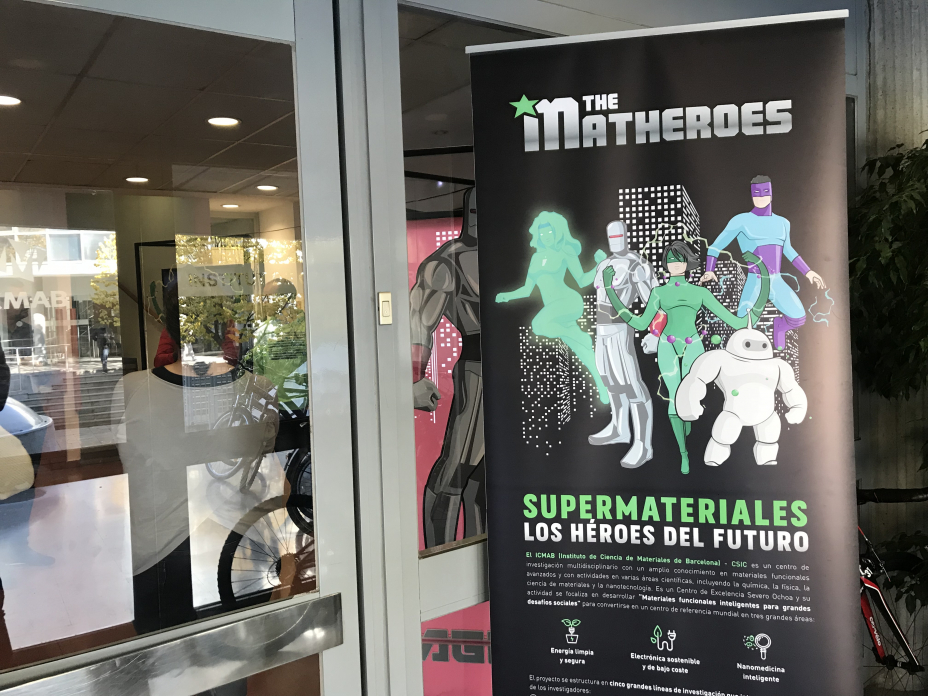 THE
MATHEROES
INSTITU
ICMAB
SUPERMATERIALES
LOS HÉROES DEL FUTURO
El ICMAB (Instituto de Ciencia de Materiales de Barcelona) - CSIC es un centro de
investigación multidisciplinario con un amplio conocimiento en materiales funcionales
avanzados y con actividades en varias áreas científicas, incluyendo la química, la física, la
ciencia de materiales y la nanotecnología. Es un Centro de Excelencia Severo Ochoa y su
actividad se focaliza en desarrollar "Materiales funcionales inteligentes para grandes
desafíos sociales" para convertirse en un centro de referencia mundial en tres grandes áreas:
Energía limpia
y segura
Electrónica sostenible
y de bajo coste
Nanomedicina
inteligente
El proyecto se estructura en cinco grandes líneas de investigación que
de los investigadores: